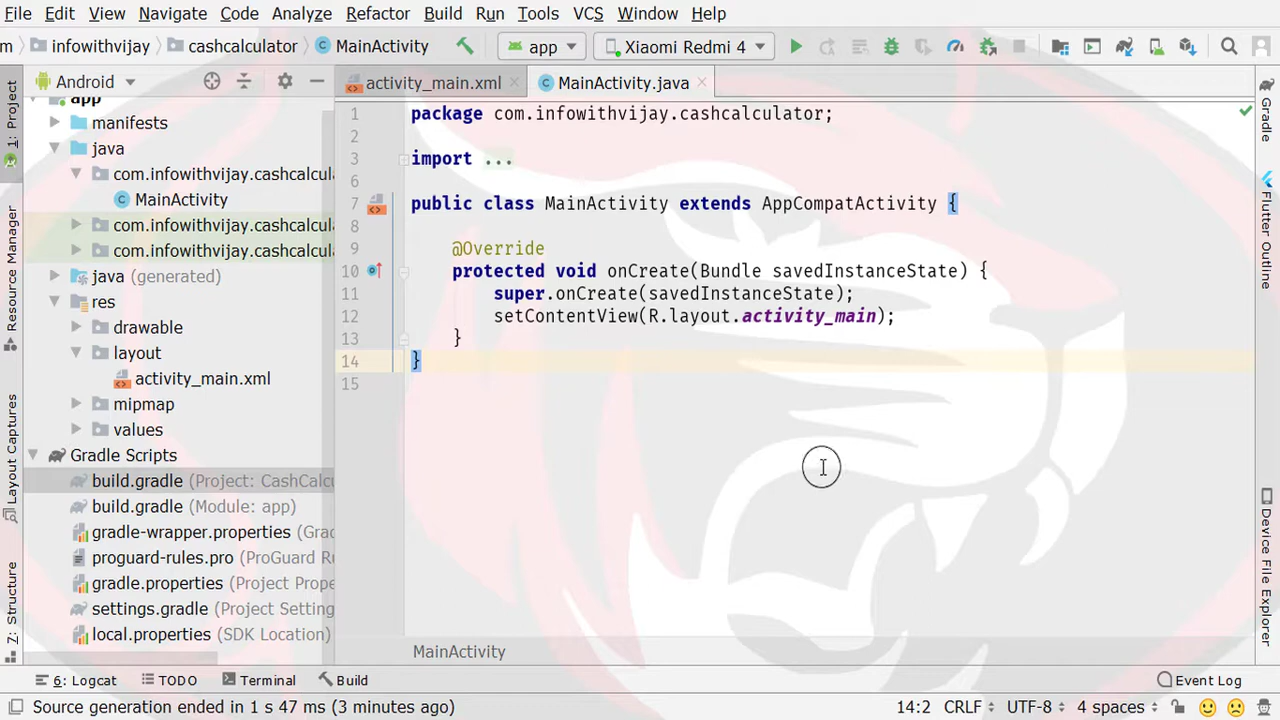 File Edit View Navigate Code Analyze Refactor Build Run Tools VCS Window Help
m infowithvijay cashcalculator MainActivity app Xiaomi Redmi 4
Android
activity_main.xml
MainActivity.java
1: Project
Resource Manager
Layout Captures
Z: Structure
app
manifests
java
com.infowithvijay.cashcalcul
MainActivity
com.infowithvijay.cashcalcul
com.infowithvijay.cashcalcul
java (generated)
res
drawable
layout
activity_main.xml
mipmap
values
Gradle Scripts
build.gradle (Project: CashCalcu
build.gradle (Module: app)
gradle-wrapper.properties (Grad
proguard-rules.pro (ProGuard Ru
gradle.properties (Project Prope
settings.gradle (Project Setting
local.properties (SDK Location)
1 package com.infowithvijay.cashcalculator;
2
3 import ...
6
7 public class MainActivity extends AppCompatActivity {
8
9 @Override
10 protected void onCreate(Bundle savedInstanceState) {
11 super.onCreate(savedInstanceState);
12 setContentView(R.layout.activity_main);
13 }
14 }
15
MainActivity
Gradle
Flutter Outline
Device File Explorer
6: Logcat TODO Terminal Build Event Log
Source generation ended in 1 s 47 ms (3 minutes ago) 14:2 CRLF UTF-8 4 spaces